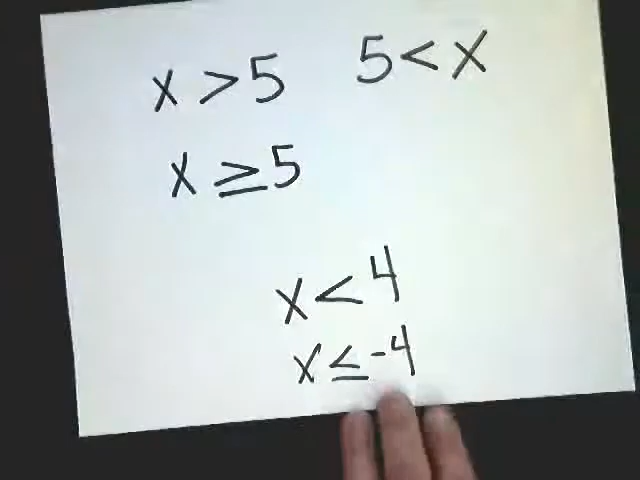 x > 5 5 < x
x ≥ 5
x < 4
x ≤ -4